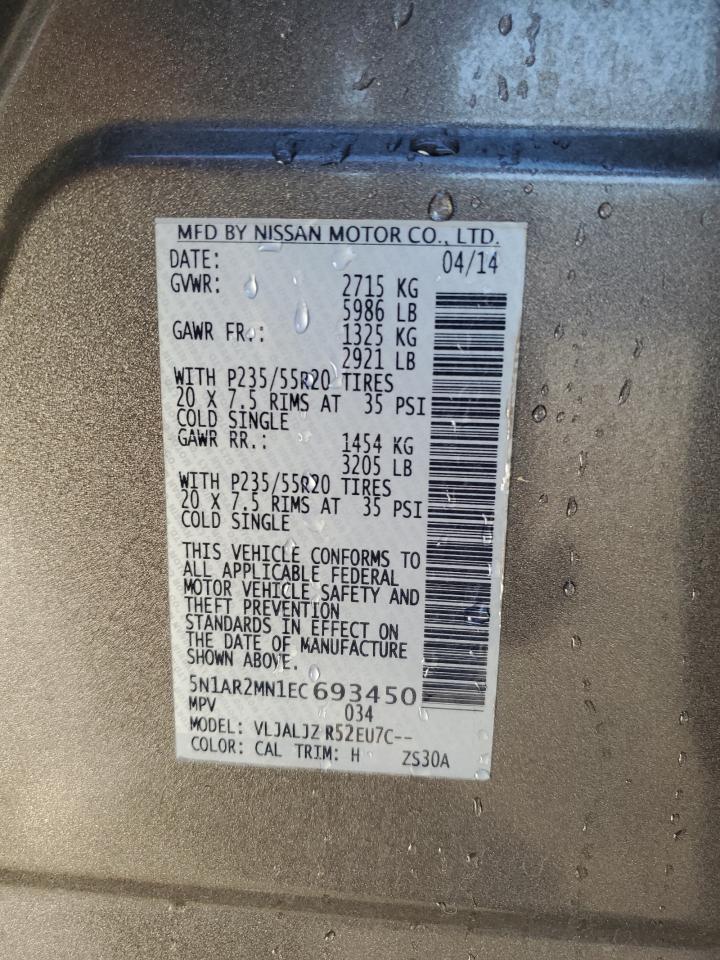 MFD BY NISSAN MOTOR CO., LTD.
DATE: 04/14
GVWR: 2715 KG
5986 LB
GAWR FR.: 1325 KG
2921 LB
WITH P235/55R20 TIRES
20 X 7.5 RIMS AT 35 PSI
COLD SINGLE
GAWR RR.: 1454 KG
3205 LB
WITH P235/55R20 TIRES
20 X 7.5 RIMS AT 35 PSI
COLD SINGLE
THIS VEHICLE CONFORMS TO
ALL APPLICABLE FEDERAL
MOTOR VEHICLE SAFETY AND
THEFT PREVENTION
STANDARDS IN EFFECT ON
THE DATE OF MANUFACTURE
SHOWN ABOVE.
5N1AR2MN1EC693450
MPV 034
MODEL: VLJALJZ R52EU7C--
COLOR: CAL TRIM: H ZS30A